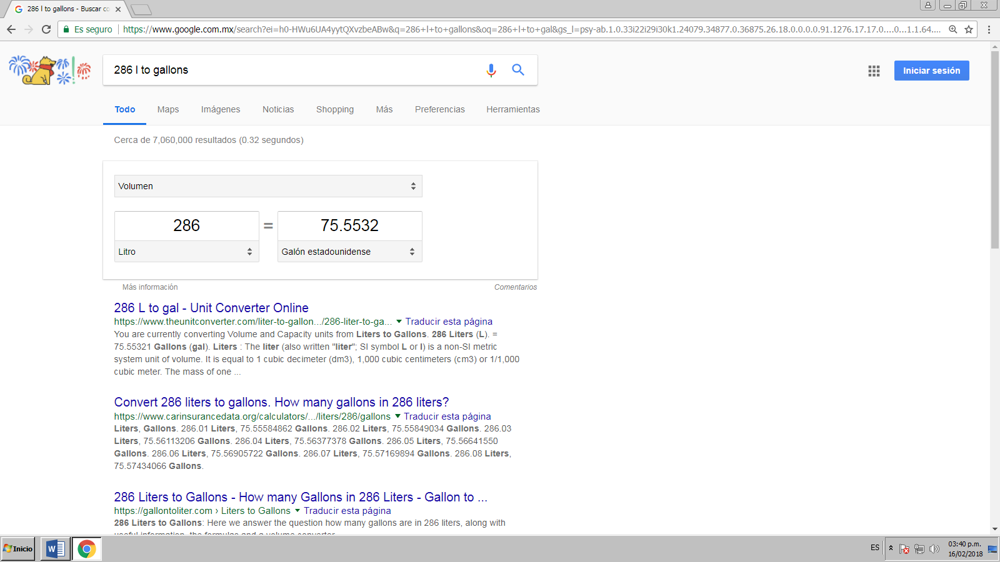 286 l to gallons - Buscar co
Es seguro
https://www.google.com.mx/search?ei=h0-HWu6UA4yytQXvzbeABw&q=286+l+to+gallons&oq=286+l+to+gal&gs_l=psy-ab.1.0.33i22i29i30k1.24079.34877.0.36875.26.18.0.0.0.0.91.1276.17.17.0....0...1.1.64....
286 l to gallons
Iniciar sesión
Todo Maps Imágenes Noticias Shopping Más Preferencias Herramientas
Cerca de 7,060,000 resultados (0.32 segundos)
Volumen
286 = 75.5532
Litro Galón estadounidense
Más información Comentarios
286 L to gal - Unit Converter Online
https://www.theunitconverter.com/liter-to-gallon.../286-liter-to-ga... Traducir esta página
You are currently converting Volume and Capacity units from Liters to Gallons. 286 Liters (L). =
75.55321 Gallons (gal). Liters : The liter (also written "liter"; SI symbol L or l) is a non-SI metric
system unit of volume. It is equal to 1 cubic decimeter (dm3), 1,000 cubic centimeters (cm3) or 1/1,000
cubic meter. The mass of one ...
Convert 286 liters to gallons. How many gallons in 286 liters?
https://www.carinsurancedata.org/calculators/.../liters/286/gallons Traducir esta página
Liters, Gallons. 286.01 Liters, 75.55584862 Gallons. 286.02 Liters, 75.55849034 Gallons. 286.03
Liters, 75.56113206 Gallons. 286.04 Liters, 75.56377378 Gallons. 286.05 Liters, 75.56641550
Gallons. 286.06 Liters, 75.56905722 Gallons. 286.07 Liters, 75.57169894 Gallons. 286.08 Liters,
75.57434066 Gallons.
286 Liters to Gallons - How many Gallons in 286 Liters - Gallon to ...
https://gallontoliter.com › Liters to Gallons Traducir esta página
286 Liters to Gallons: Here we answer the question how many gallons are in 286 liters, along with
useful information, the formulas and a volume converter
Inicio
ES
03:40 p.m.
16/02/2018